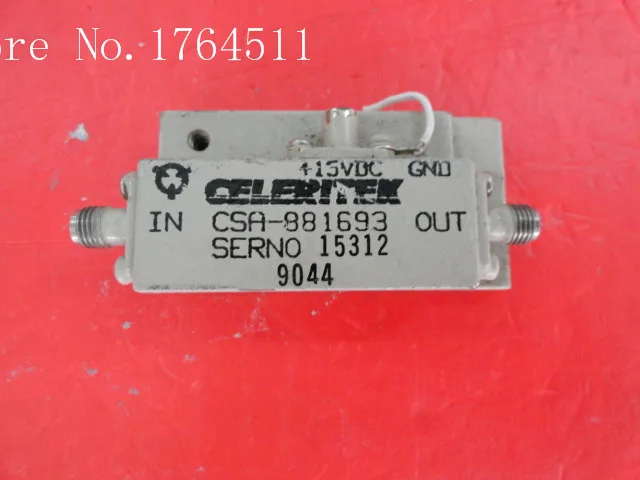 ore No.1764511
+15VDC GND
CELERITEK
IN CSA-881693 OUT
SERNO 15312
9044